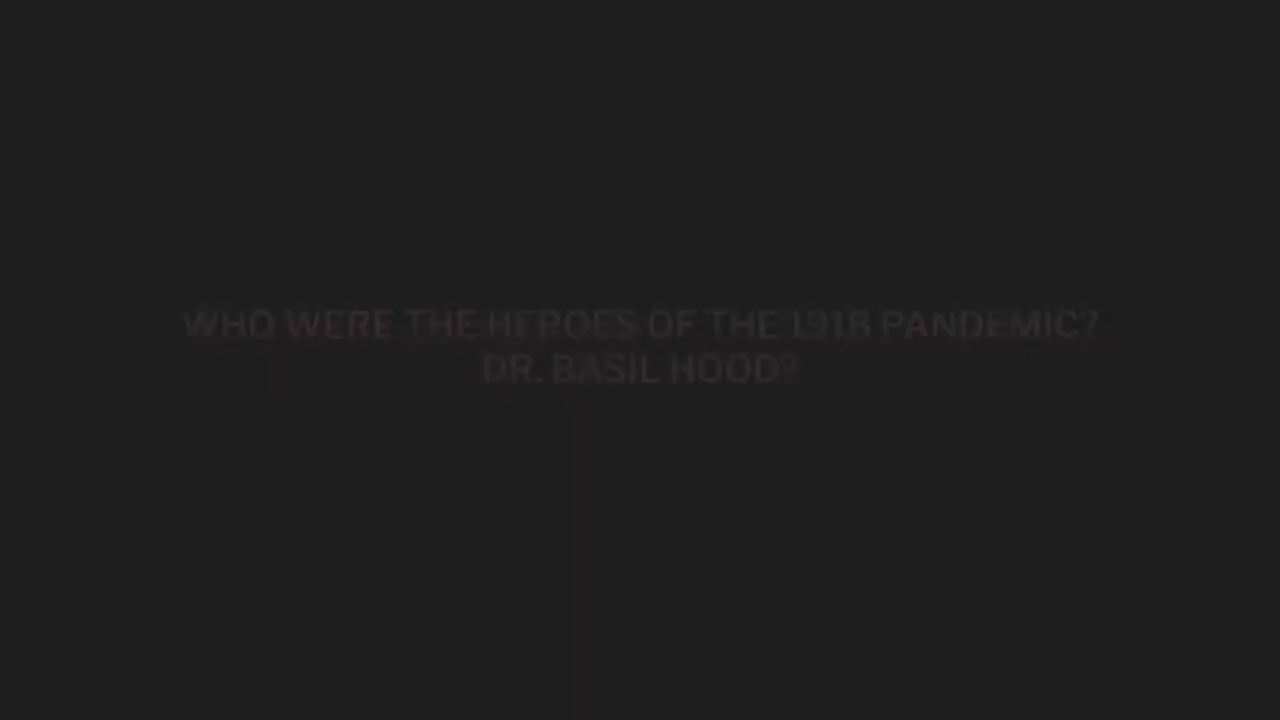 WHO WERE THE HEROES OF THE 1918 PANDEMIC?
DR. BASIL HOOD?